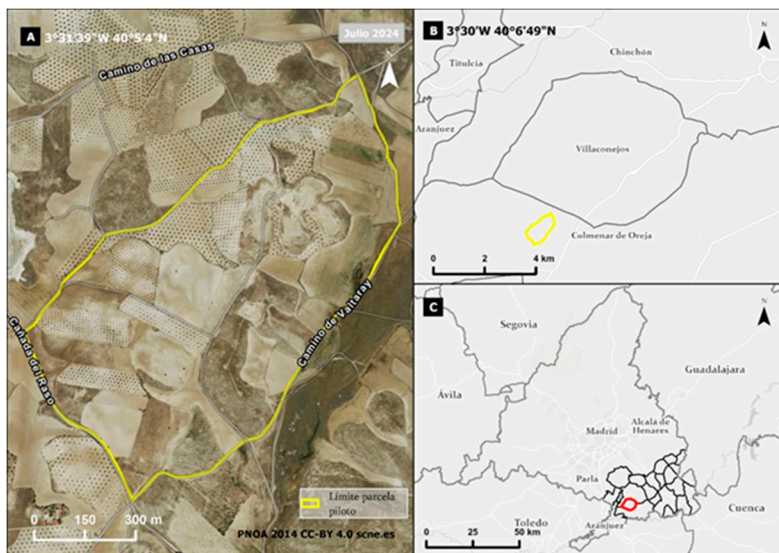 A
3°31'39"W 40°5'4"N
Julio 2024
Camino de las Casas
Cañada del Raso
Camino de Valtaray
Límite parcela
piloto
0 150 300 m
PNOA 2014 CC-BY 4.0 scne.es
B
3°30'W 40°6'49"N
N
Chinchón
Titulcia
Aranjuez
Villaconejos
Colmenar de Oreja
0 2 4 km
C
N
Segovia
Guadalajara
Ávila
Madrid
Alcalá de
Henares
Parla
Cuenca
Toledo
Aranjuez
0 25 50 km